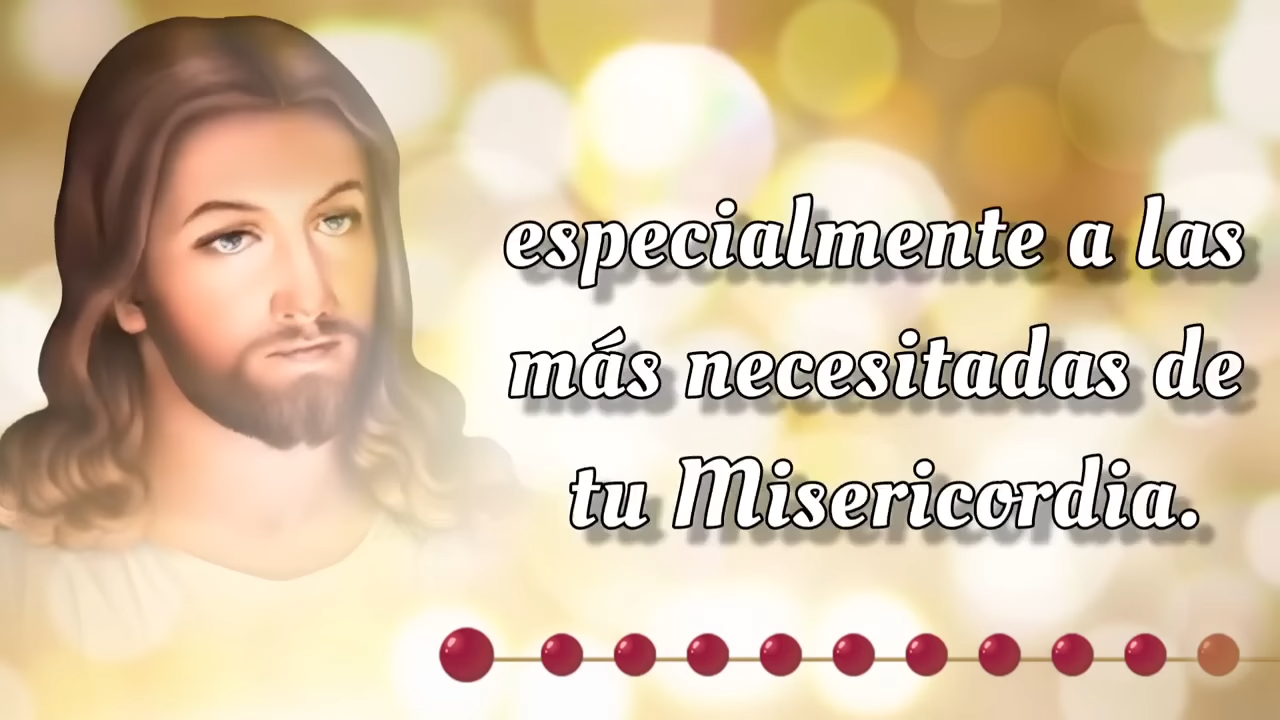 especialmente a las
más necesitadas de
tu Misericordia.